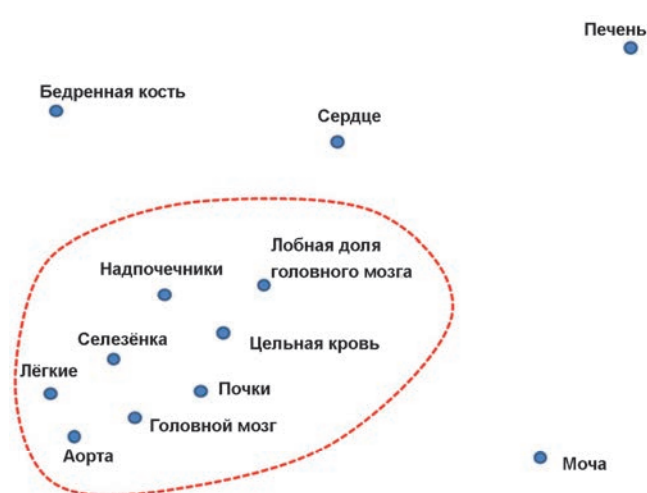 Печень
Бедренная кость
Сердце
Лобная доля
головного мозга
Надпочечники
Селезёнка
Цельная кровь
Лёгкие
Почки
Головной мозг
Аорта
Моча